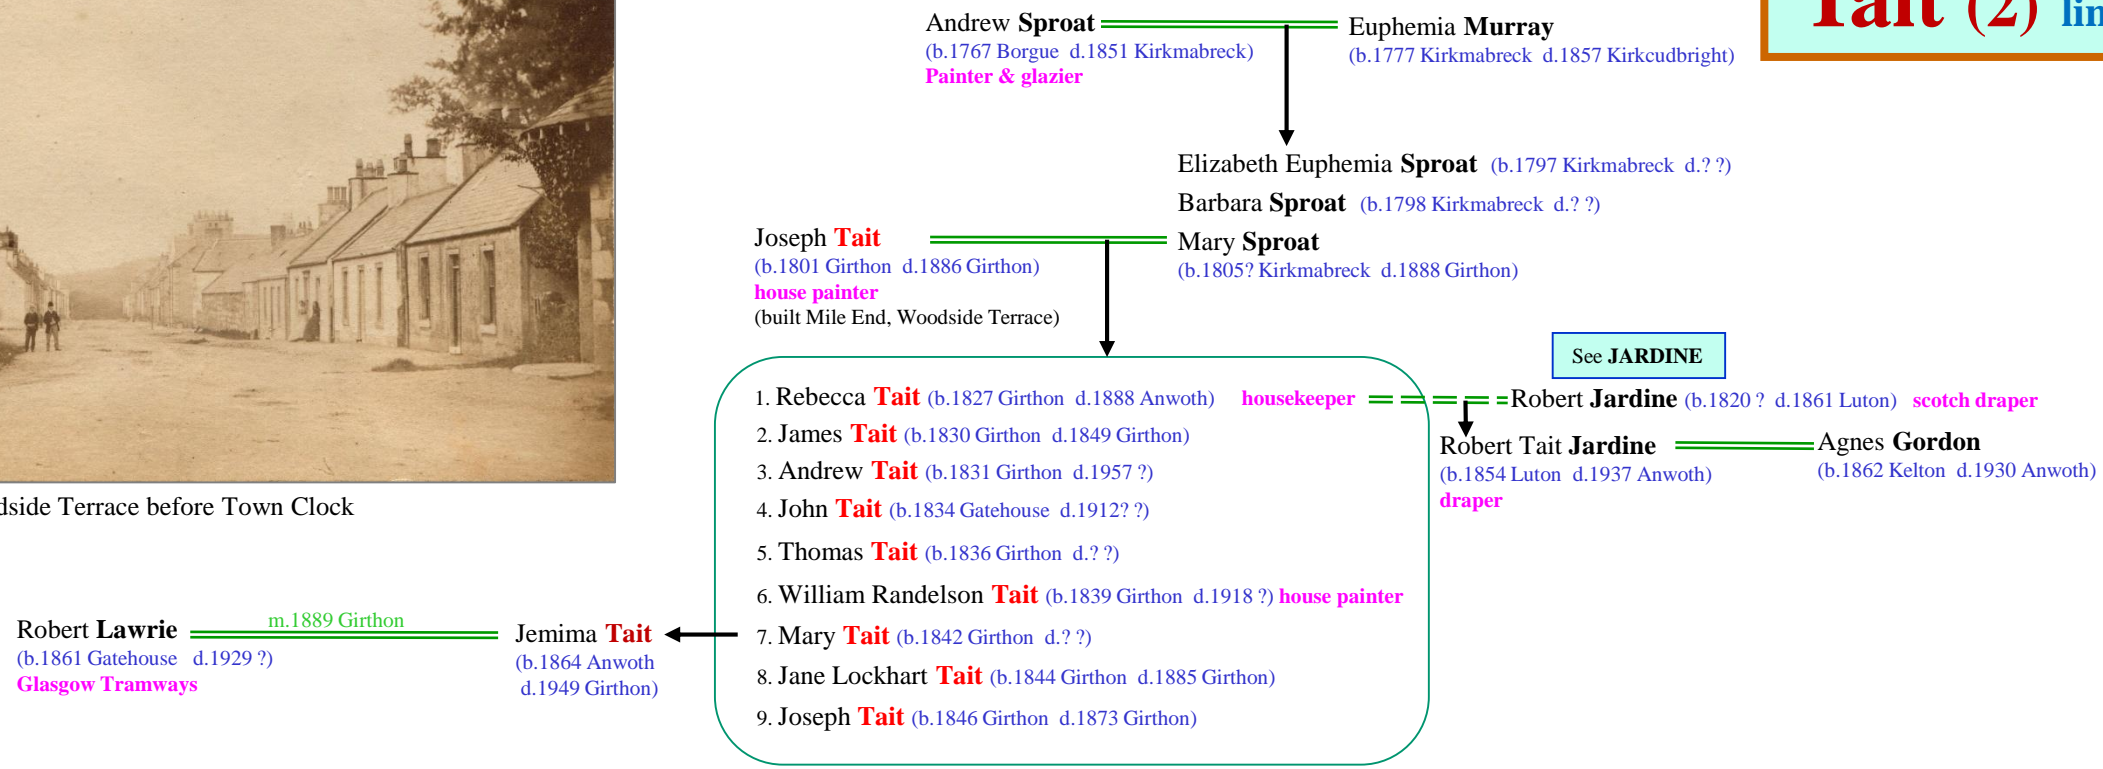 Tait (2)
Andrew Sproat
(b.1767 Borgue d.1851 Kirkmabreck)
Painter & glazier
Euphemia Murray
(b.1777 Kirkmabreck d.1857 Kirkcudbright)
Elizabeth Euphemia Sproat (b.1797 Kirkmabreck d.? ?)
Barbara Sproat (b.1798 Kirkmabreck d.? ?)
Joseph Tait
(b.1801 Girthon d.1886 Girthon)
house painter
(built Mile End, Woodside Terrace)
Mary Sproat
(b.1805? Kirkmabreck d.1888 Girthon)
See JARDINE
1. Rebecca Tait (b.1827 Girthon d.1888 Anwoth) housekeeper
Robert Jardine (b.1820 ? d.1861 Luton) scotch draper
2. James Tait (b.1830 Girthon d.1849 Girthon)
3. Andrew Tait (b.1831 Girthon d.1957 ?)
4. John Tait (b.1834 Gatehouse d.1912? ?)
5. Thomas Tait (b.1836 Girthon d.? ?)
6. William Randelson Tait (b.1839 Girthon d.1918 ?) house painter
7. Mary Tait (b.1842 Girthon d.? ?)
8. Jane Lockhart Tait (b.1844 Girthon d.1885 Girthon)
9. Joseph Tait (b.1846 Girthon d.1873 Girthon)
Robert Tait Jardine
(b.1854 Luton d.1937 Anwoth)
draper
Agnes Gordon
(b.1862 Kelton d.1930 Anwoth)
dside Terrace before Town Clock
Robert Lawrie
(b.1861 Gatehouse d.1929 ?)
Glasgow Tramways
m.1889 Girthon
Jemima Tait
(b.1864 Anwoth
d.1949 Girthon)